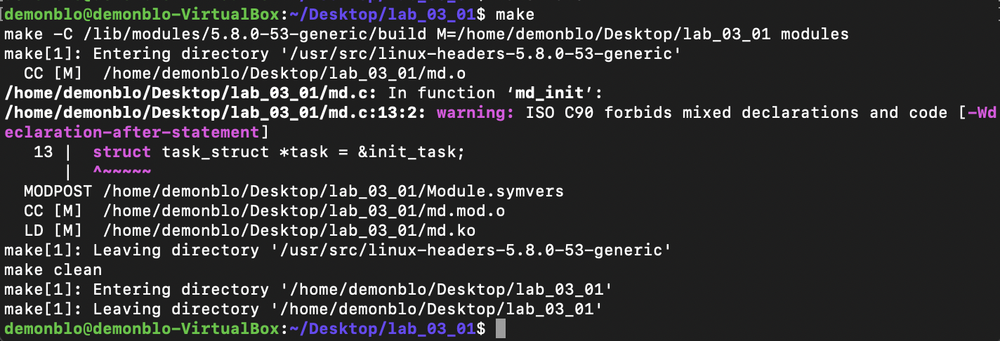 [demonblo@demonblo-VirtualBox:~/Desktop/lab_03_01$ make
make -C /lib/modules/5.8.0-53-generic/build M=/home/demonblo/Desktop/lab_03_01 modules
make[1]: Entering directory '/usr/src/linux-headers-5.8.0-53-generic'
  CC [M]  /home/demonblo/Desktop/lab_03_01/md.o
/home/demonblo/Desktop/lab_03_01/md.c: In function ‘md_init’:
/home/demonblo/Desktop/lab_03_01/md.c:13:2: warning: ISO C90 forbids mixed declarations and code [-Wd
eclaration-after-statement]
   13 |  struct task_struct *task = &init_task;
      |  ^~~~~~
  MODPOST /home/demonblo/Desktop/lab_03_01/Module.symvers
  CC [M]  /home/demonblo/Desktop/lab_03_01/md.mod.o
  LD [M]  /home/demonblo/Desktop/lab_03_01/md.ko
make[1]: Leaving directory '/usr/src/linux-headers-5.8.0-53-generic'
make clean
make[1]: Entering directory '/home/demonblo/Desktop/lab_03_01'
make[1]: Leaving directory '/home/demonblo/Desktop/lab_03_01'
demonblo@demonblo-VirtualBox:~/Desktop/lab_03_01$